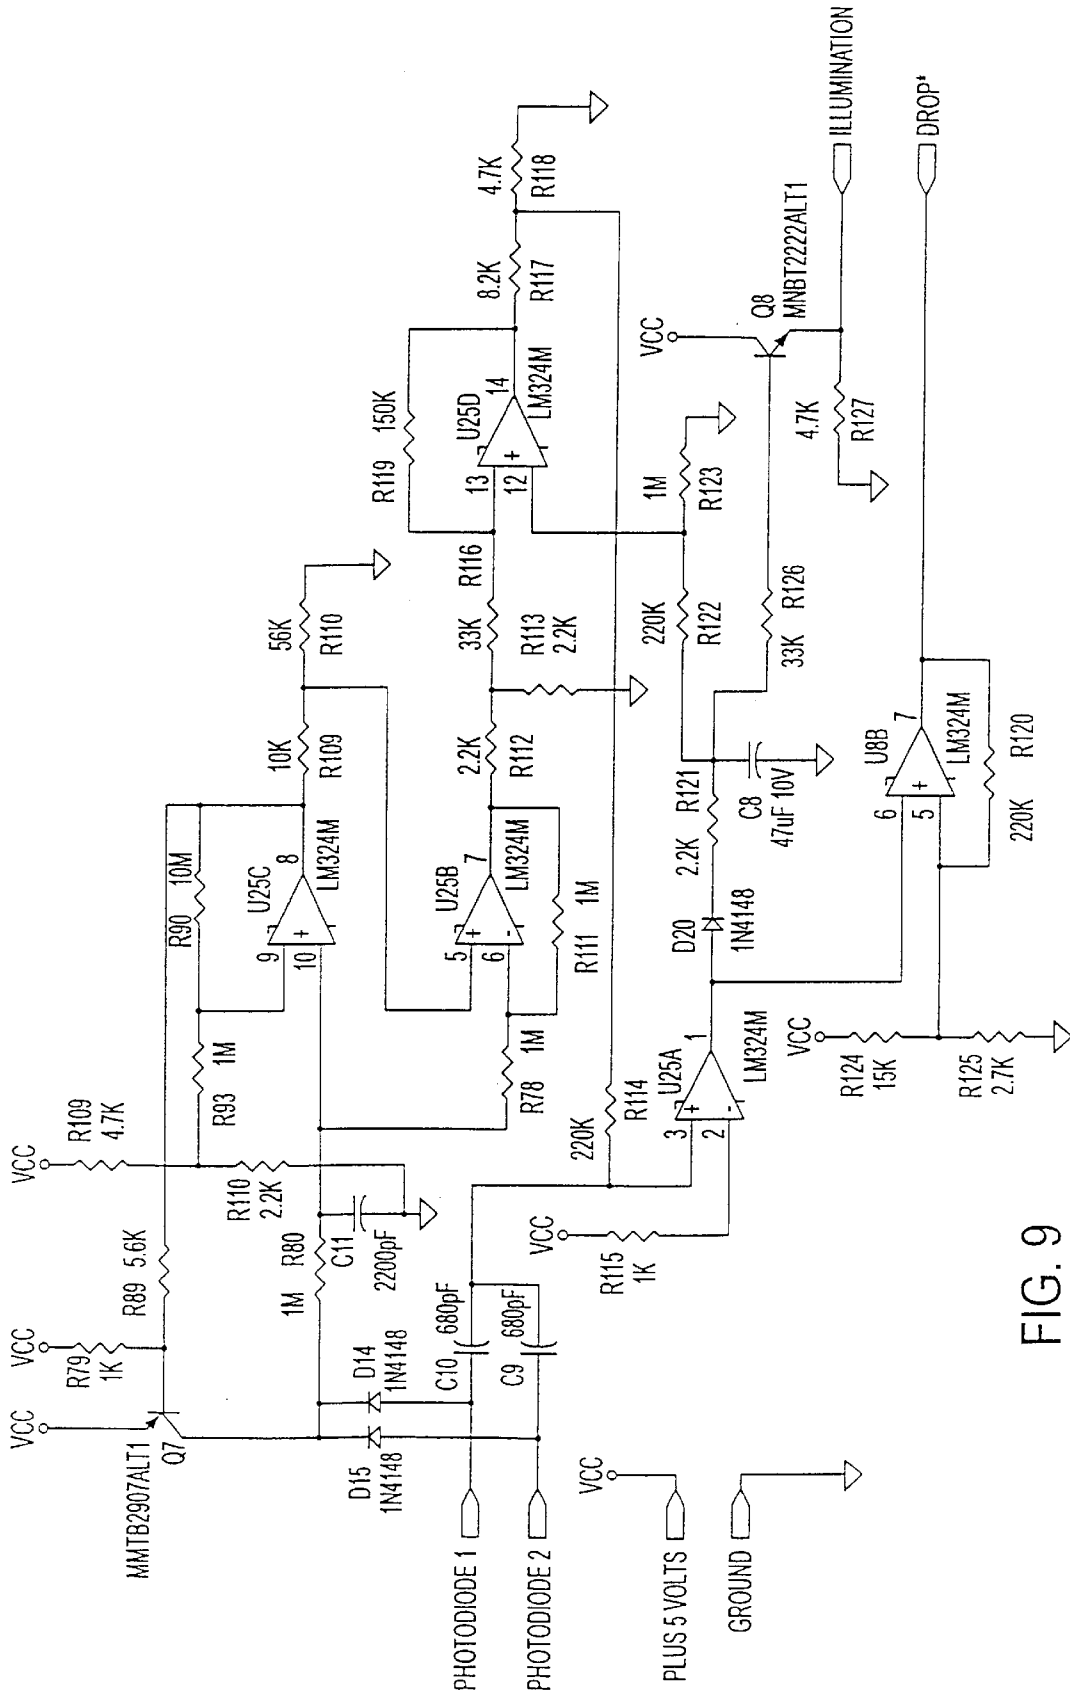 VCC
VCC
VCC
MMTB2907ALT1
Q7
R79
1K
R89 5.6K
R109
4.7K
R93
1M
R90
10M
R110
2.2K
1M
R80
C11
2200pF
9
10
U25C
8
LM324M
10K
R109
56K
R110
D15
1N4148
D14
1N4148
C10
680pF
C9
680pF
PHOTODIODE 1
PHOTODIODE 2
R78
1M
5
6
U25B
7
LM324M
R111
1M
2.2K
R112
R113
2.2K
33K
R116
R119
150K
13
12
U25D
14
LM324M
8.2K
R117
4.7K
R118
220K
R114
VCC
R115
1K
3
2
U25A
1
LM324M
D20
1N4148
2.2K
R121
C8
47uF 10V
220K
R122
1M
R123
33K
R126
VCC
Q8
MNBT2222ALT1
4.7K
R127
ILLUMINATION
VCC
R124
15K
R125
2.7K
6
5
U8B
7
LM324M
220K
R120
DROP*
VCC
PLUS 5 VOLTS
GROUND
FIG. 9
+
+
-
+
+
-
+